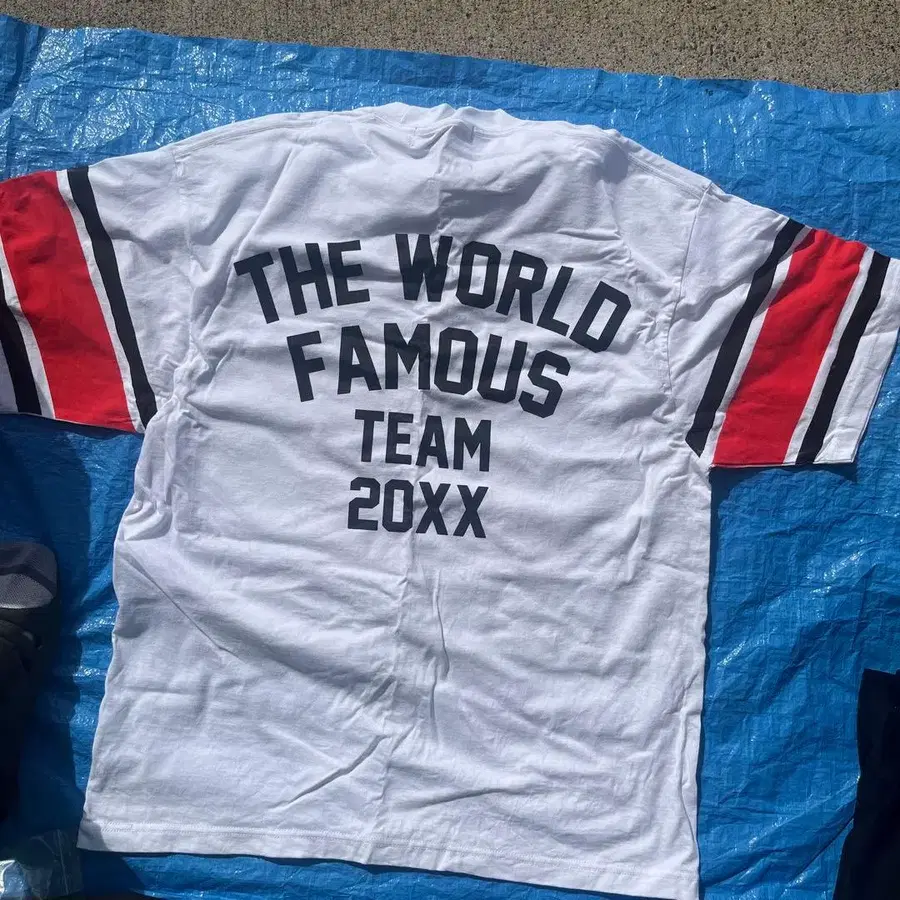 THE WORLD
FAMOUS
TEAM
20XX